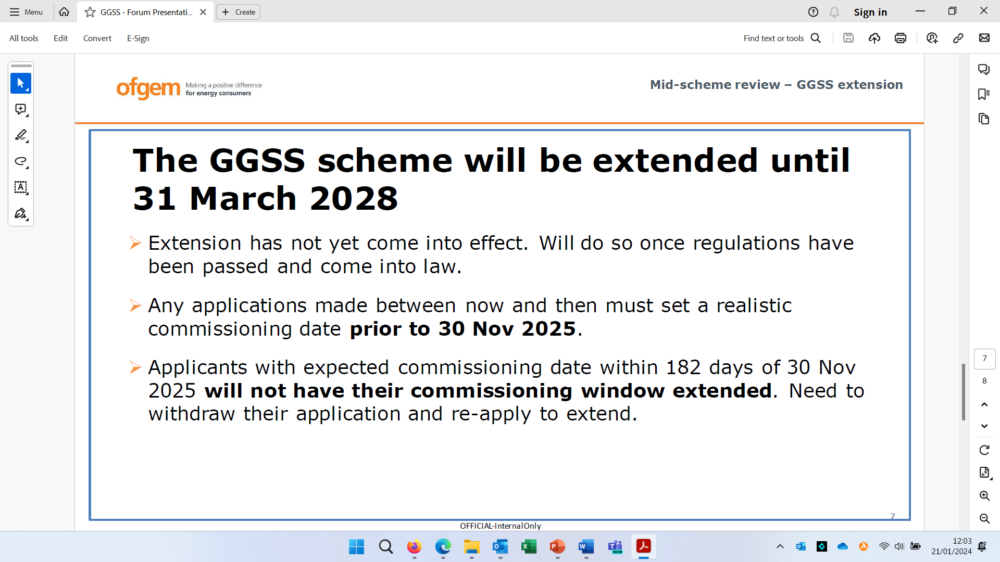 Menu
GGSS - Forum Presentati...
Create
Sign in
All tools
Edit
Convert
E-Sign
Find text or tools
ofgem
Making a positive difference
for energy consumers
Mid-scheme review – GGSS extension
The GGSS scheme will be extended until
31 March 2028
Extension has not yet come into effect. Will do so once regulations have
been passed and come into law.
Any applications made between now and then must set a realistic
commissioning date prior to 30 Nov 2025.
Applicants with expected commissioning date within 182 days of 30 Nov
2025 will not have their commissioning window extended. Need to
withdraw their application and re-apply to extend.
7
OFFICIAL-InternalOnly
7
8
12:03
21/01/2024